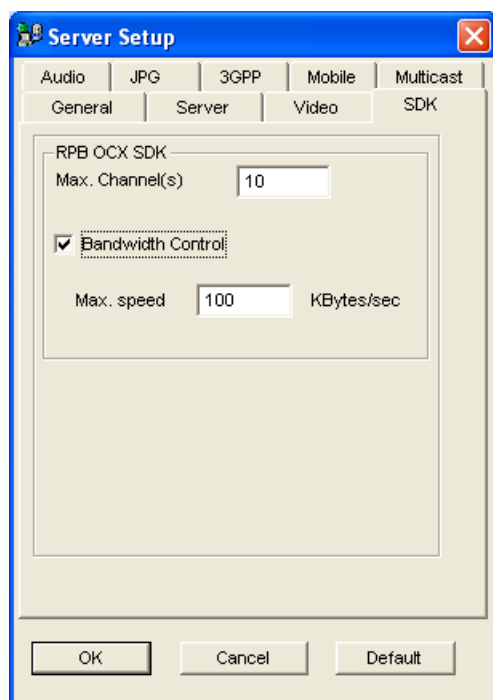 Server Setup
Audio JPG 3GPP Mobile Multicast
General Server Video SDK
RPB OCX SDK
Max. Channel(s) 10
Bandwidth Control
Max. speed 100 KBytes/sec
OK Cancel Default